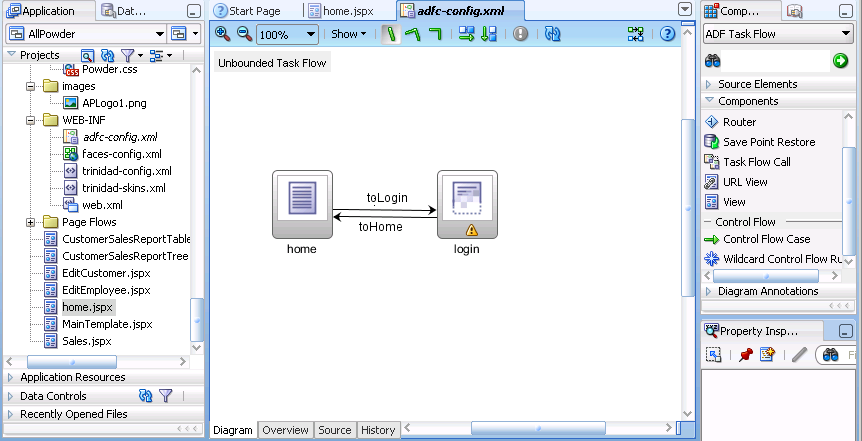 Application
Dat...
AllPowder
Projects
Powder.css
images
APLogo1.png
WEB-INF
adfc-config.xml
faces-config.xml
trinidad-config.xml
trinidad-skins.xml
web.xml
Page Flows
CustomerSalesReportTable
CustomerSalesReportTree
EditCustomer.jspx
EditEmployee.jspx
home.jspx
MainTemplate.jspx
Sales.jspx
Application Resources
Data Controls
Recently Opened Files
Start Page
home.jspx
adfc-config.xml
100%
Show
Unbounded Task Flow
toLogin
toHome
home
login
Diagram
Overview
Source
History
Comp...
ADF Task Flow
Source Elements
Components
Router
Save Point Restore
Task Flow Call
URL View
View
Control Flow
Control Flow Case
Wildcard Control Flow Ru
Diagram Annotations
Property Insp...
Fi